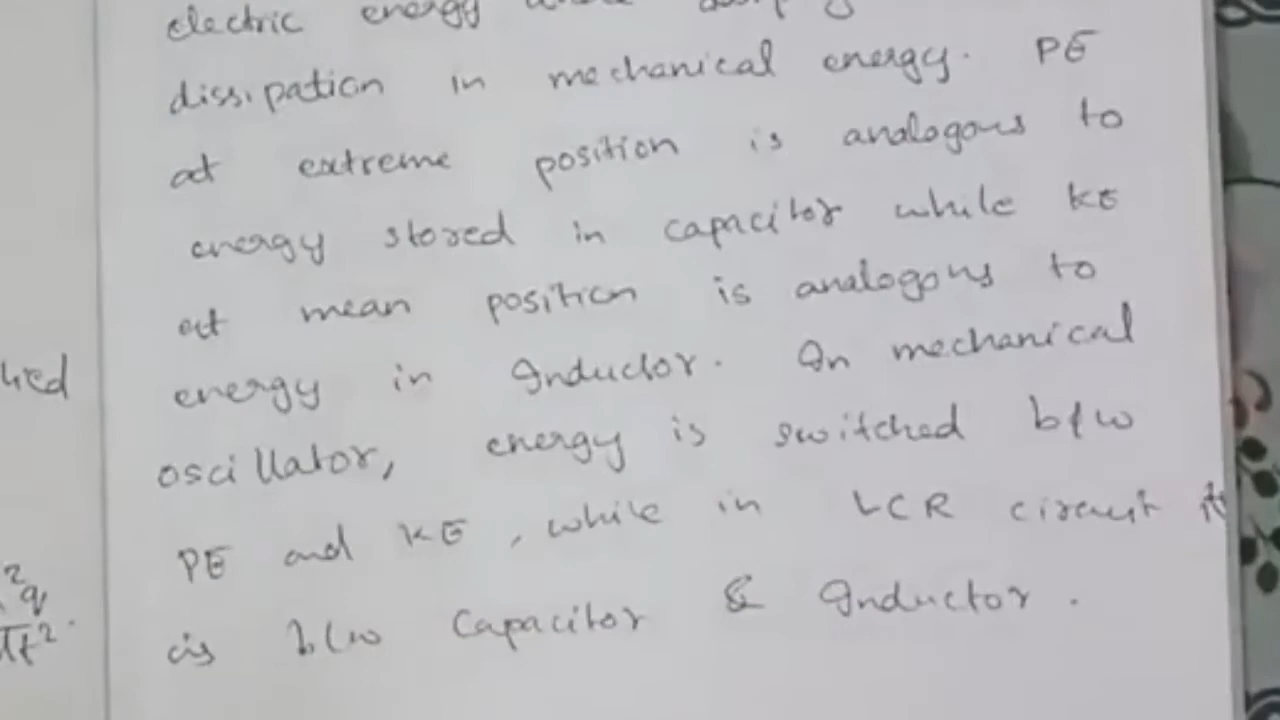 electric energy
dissipation in mechanical energy. PE
at extreme position is analogous to
energy stored in capacitor while KE
at mean position is analogous to
energy in Inductor. In mechanical
oscillator, energy is switched b/w
PE and KE, while in LCR circuit it
is b/w Capacitor & Inductor.